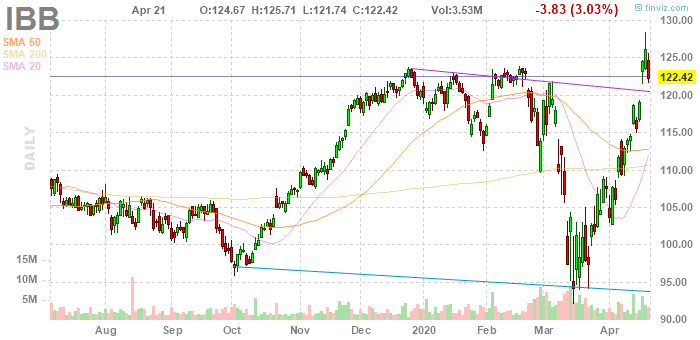 IBB
Apr 21
O:124.67 H:125.71 L:121.74 C:122.42 Vol:3.53M
-3.83 (3.03%)
© finviz.com
SMA 50
SMA 200
SMA 20
DAILY
130.00
125.00
122.42
120.00
115.00
110.00
105.00
100.00
95.00
90.00
15M
10M
5M
Aug Sep Oct Nov Dec 2020 Feb Mar Apr